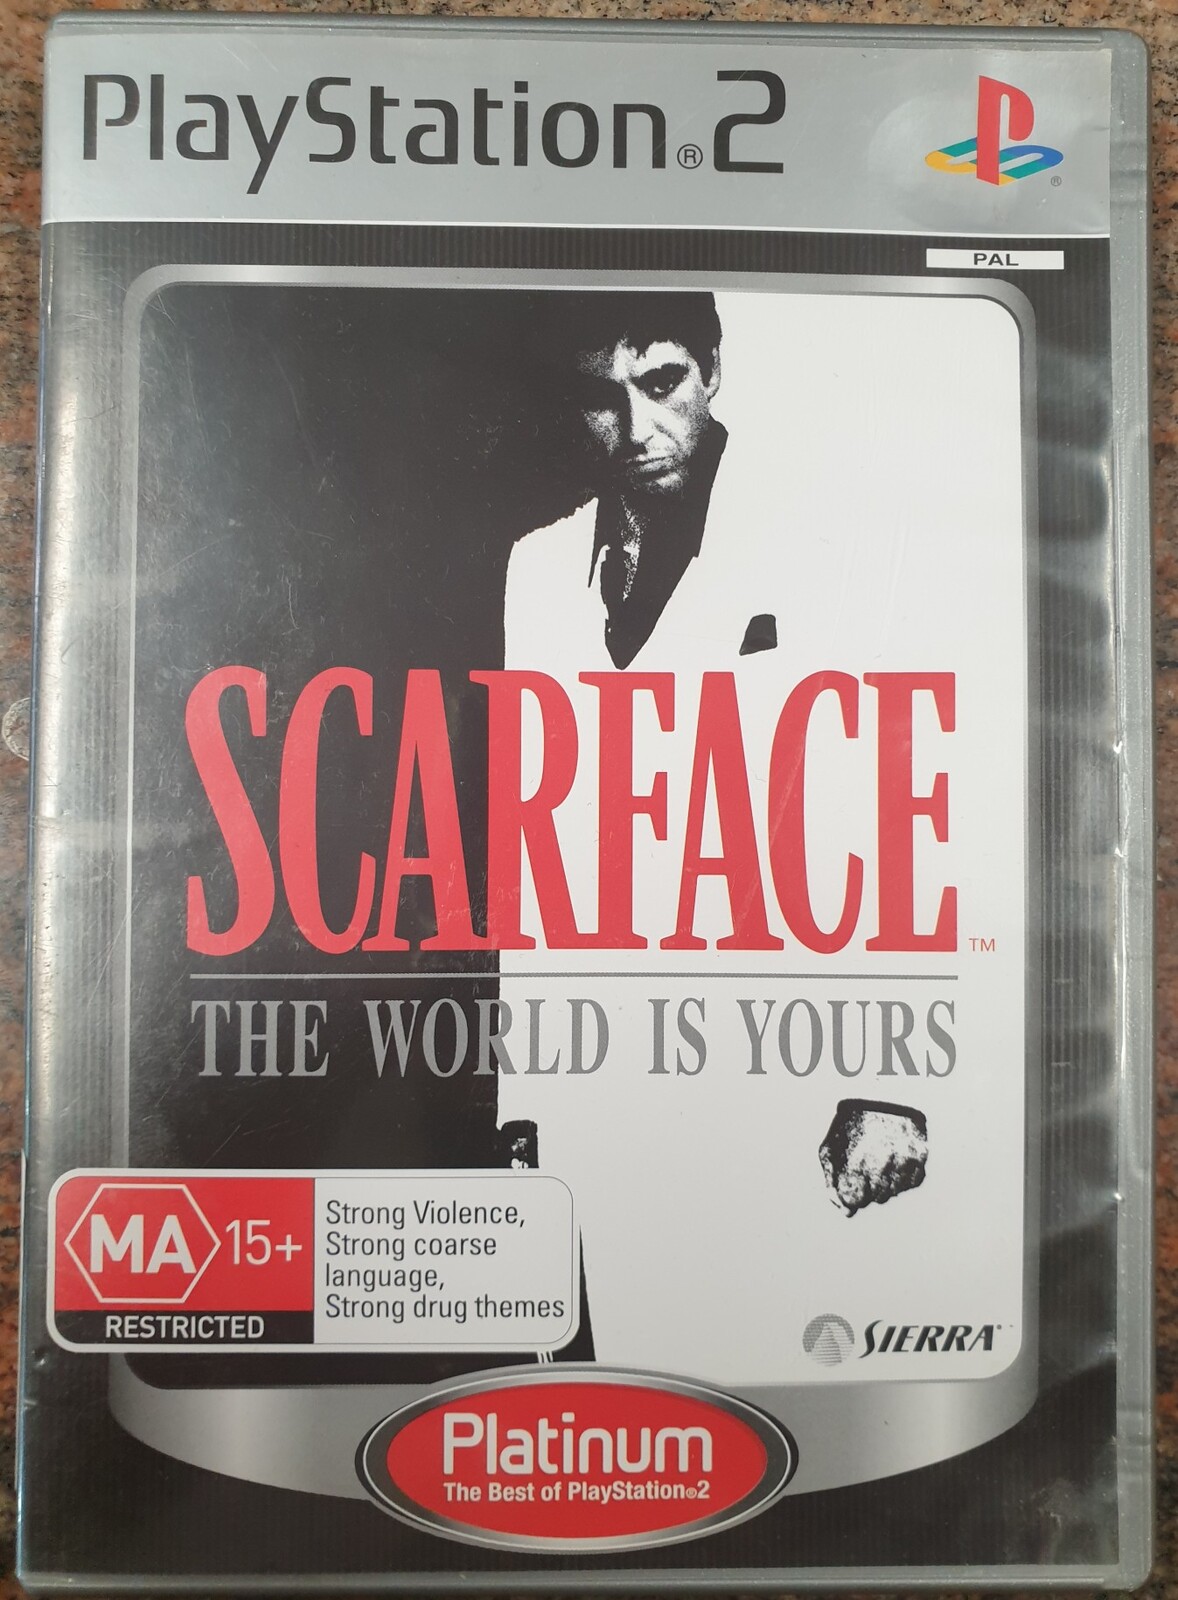 PlayStation®2
PAL
SCARFACE™
THE WORLD IS YOURS
MA 15+
RESTRICTED
Strong Violence,
Strong coarse
language,
Strong drug themes
SIERRA®
Platinum
The Best of PlayStation®2